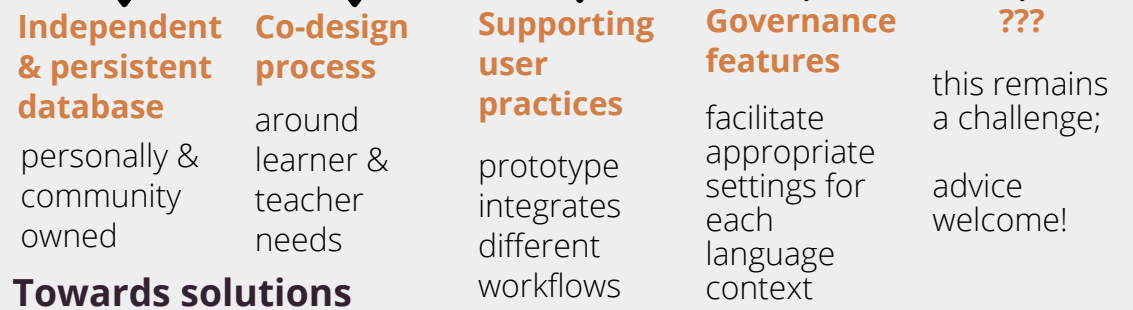 Independent
& persistent
database
personally &
community
owned
Co-design
process
around
learner &
teacher
needs
Supporting
user
practices
prototype
integrates
different
workflows
Governance
features
facilitate
appropriate
settings for
each
language
context
???
this remains
a challenge;
advice
welcome!
Towards solutions